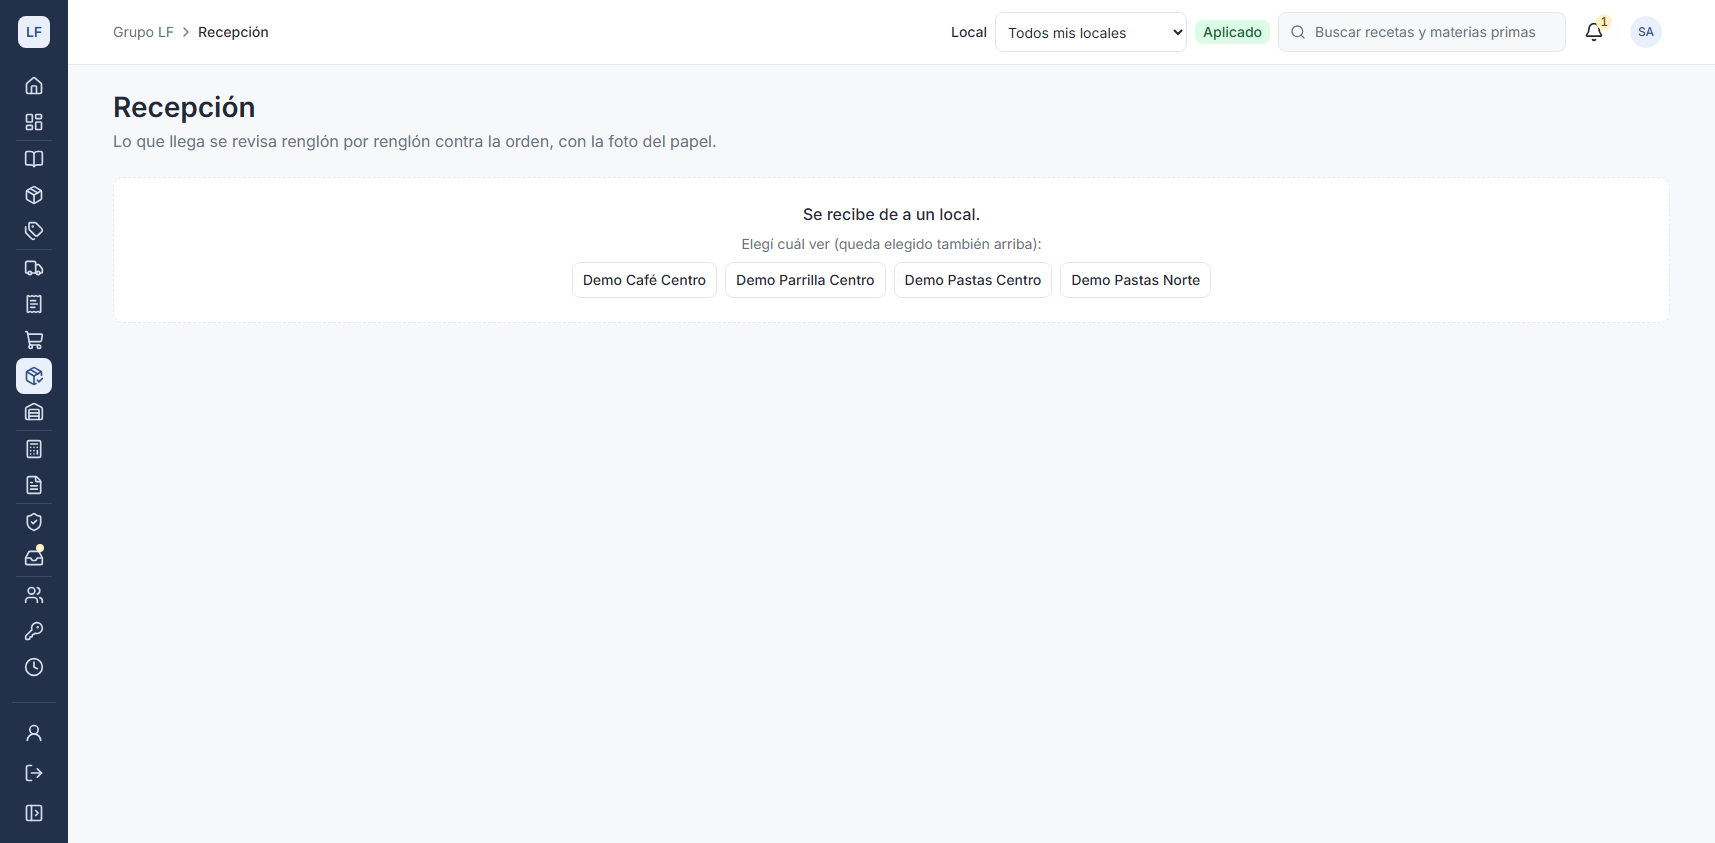 LF
Grupo LF > Recepción
Local
Todos mis locales
Aplicado
Buscar recetas y materias primas
1
SA
Recepción
Lo que llega se revisa renglón por renglón contra la orden, con la foto del papel.
Se recibe de a un local.
Elegí cuál ver (queda elegido también arriba):
Demo Café Centro
Demo Parrilla Centro
Demo Pastas Centro
Demo Pastas Norte